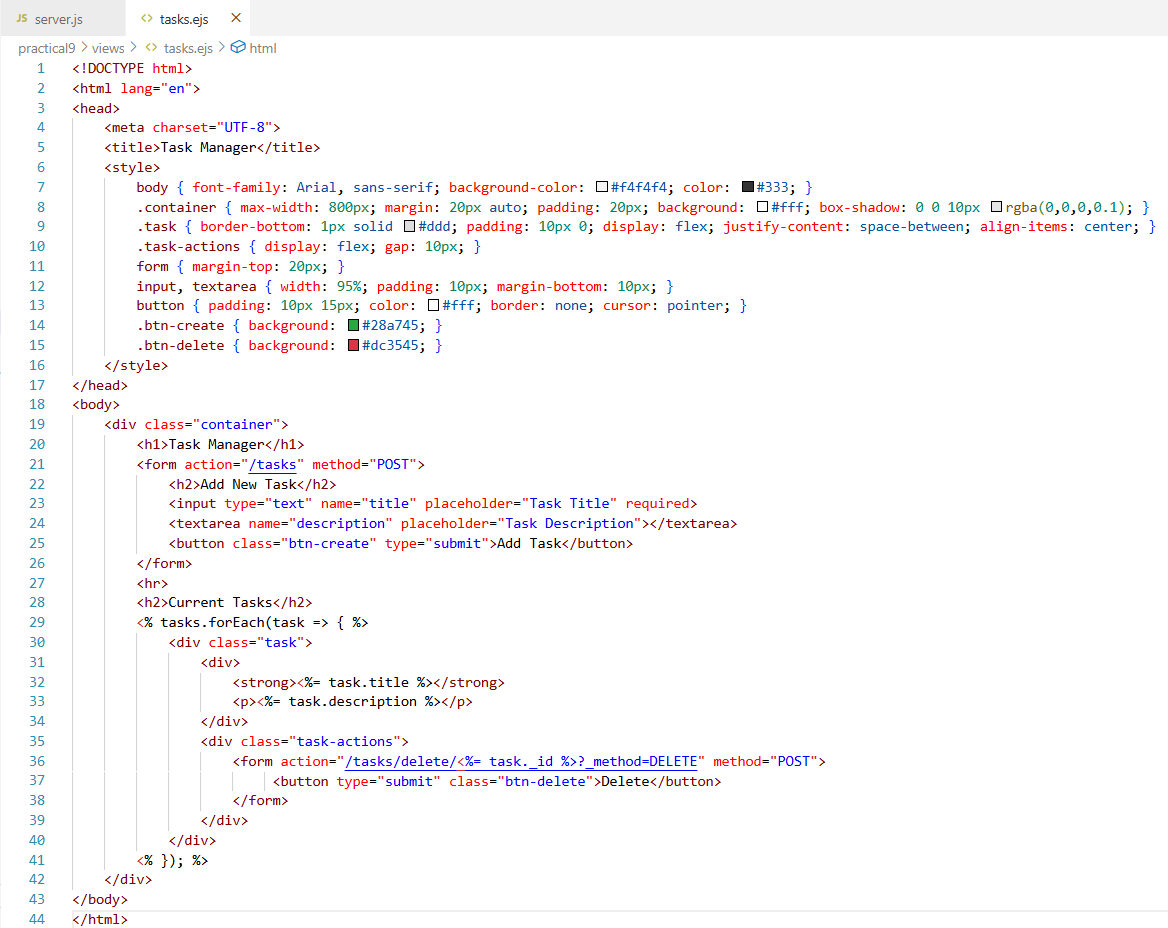 JS server.js
<> tasks.ejs ×
practical9 > views > <> tasks.ejs > html
1 <!DOCTYPE html>
2 <html lang="en">
3 <head>
4 <meta charset="UTF-8">
5 <title>Task Manager</title>
6 <style>
7 body { font-family: Arial, sans-serif; background-color: #f4f4f4; color: #333; }
8 .container { max-width: 800px; margin: 20px auto; padding: 20px; background: #fff; box-shadow: 0 0 10px rgba(0,0,0,0.1); }
9 .task { border-bottom: 1px solid #ddd; padding: 10px 0; display: flex; justify-content: space-between; align-items: center; }
10 .task-actions { display: flex; gap: 10px; }
11 form { margin-top: 20px; }
12 input, textarea { width: 95%; padding: 10px; margin-bottom: 10px; }
13 button { padding: 10px 15px; color: #fff; border: none; cursor: pointer; }
14 .btn-create { background: #28a745; }
15 .btn-delete { background: #dc3545; }
16 </style>
17 </head>
18 <body>
19 <div class="container">
20 <h1>Task Manager</h1>
21 <form action="/tasks" method="POST">
22 <h2>Add New Task</h2>
23 <input type="text" name="title" placeholder="Task Title" required>
24 <textarea name="description" placeholder="Task Description"></textarea>
25 <button class="btn-create" type="submit">Add Task</button>
26 </form>
27 <hr>
28 <h2>Current Tasks</h2>
29 <% tasks.forEach(task => { %>
30 <div class="task">
31 <div>
32 <strong><%= task.title %></strong>
33 <p><%= task.description %></p>
34 </div>
35 <div class="task-actions">
36 <form action="/tasks/delete/<%= task._id %>?_method=DELETE" method="POST">
37 <button type="submit" class="btn-delete">Delete</button>
38 </form>
39 </div>
40 </div>
41 <% }); %>
42 </div>
43 </body>
44 </html>